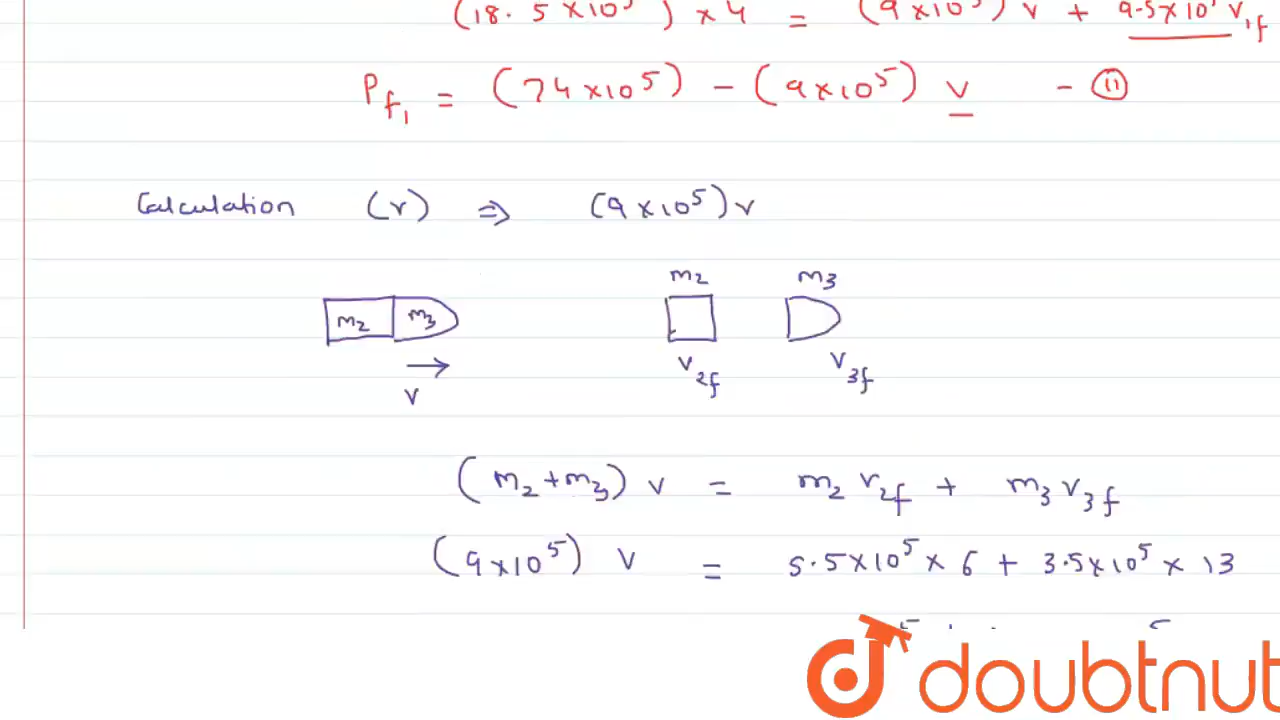 (18.5 × 10⁵) × 4 = (9 × 10⁵) v + 9.5 × 10⁵ v₁f
Pf₁ = (74 × 10⁵) − (9 × 10⁵) v − (ii)
Calculation (v) ⇒ (9 × 10⁵) v
m₂ m₃
m₂ m₃
v₂f v₃f
v
(m₂ + m₃) v = m₂ v₂f + m₃ v₃f
(9 × 10⁵) v = 5.5 × 10⁵ × 6 + 3.5 × 10⁵ × 13
doubtnut